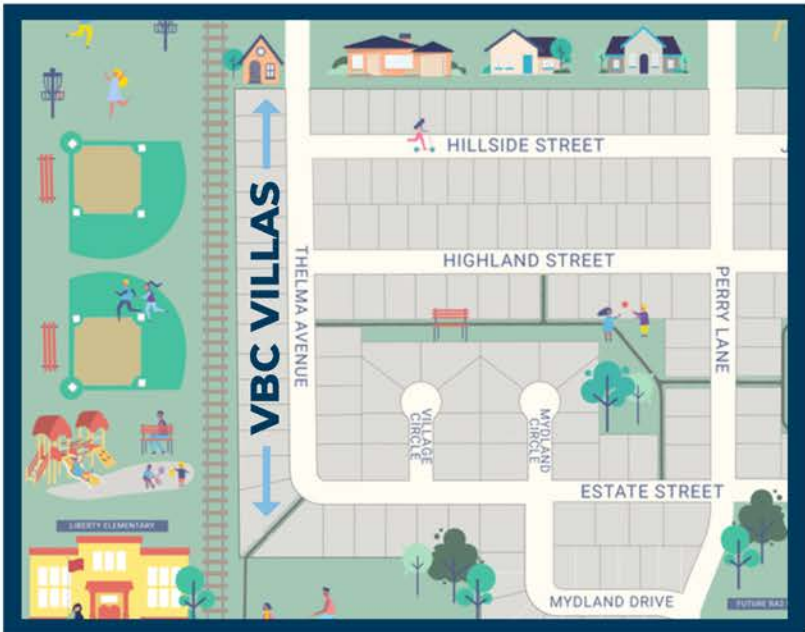 HILLSIDE STREET
VBC VILLAS
THELMA AVENUE
HIGHLAND STREET
PERRY LANE
VILLAGE
CIRCLE
MYDLAND
CIRCLE
ESTATE STREET
LIBERTY ELEMENTARY
MYDLAND DRIVE
FUTURE